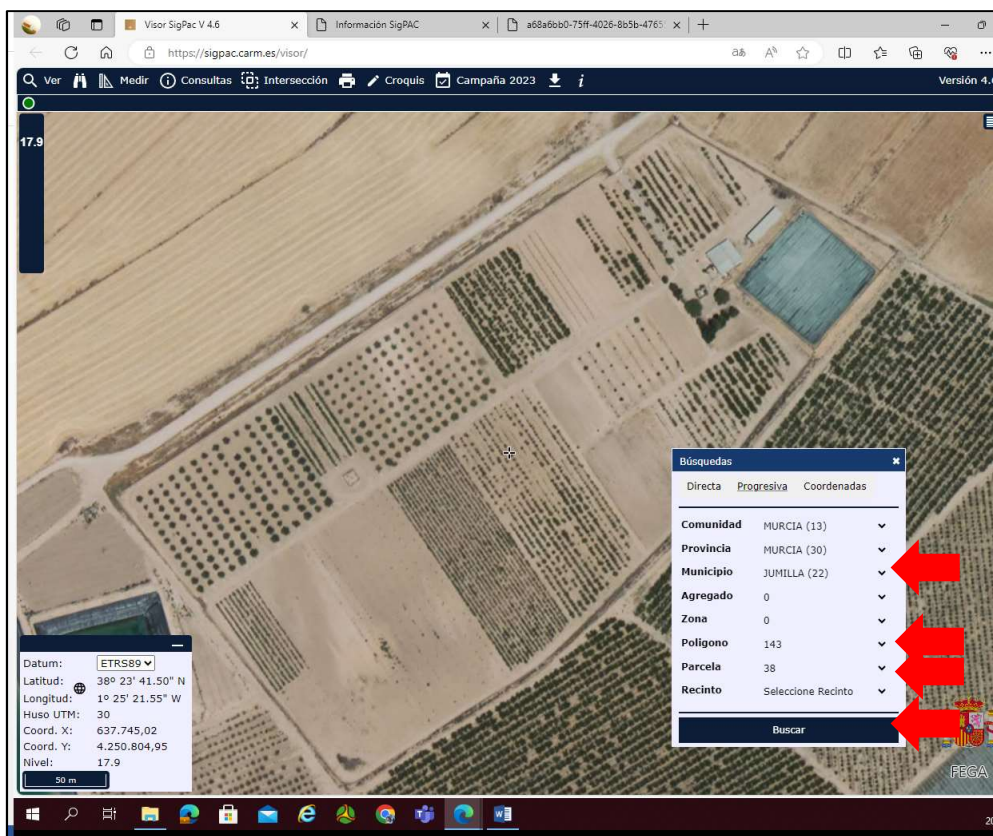 Visor SigPac V 4.6
Información SigPAC
a68a6bb0-75ff-4026-8b5b-4765
https://sigpac.carm.es/visor/
Ver Medir Consultas Intersección Croquis Campaña 2023 i
Versión 4.6
17.9
Búsquedas
Directa Progresiva Coordenadas
Comunidad MURCIA (13)
Provincia MURCIA (30)
Municipio JUMILLA (22)
Agregado 0
Zona 0
Poligono 143
Parcela 38
Recinto Seleccione Recinto
Buscar
Datum: ETRS89
Latitud: 38º 23' 41.50" N
Longitud: 1º 25' 21.55" W
Huso UTM: 30
Coord. X: 637.745,02
Coord. Y: 4.250.804,95
Nivel: 17.9
50 m
FEGA
20